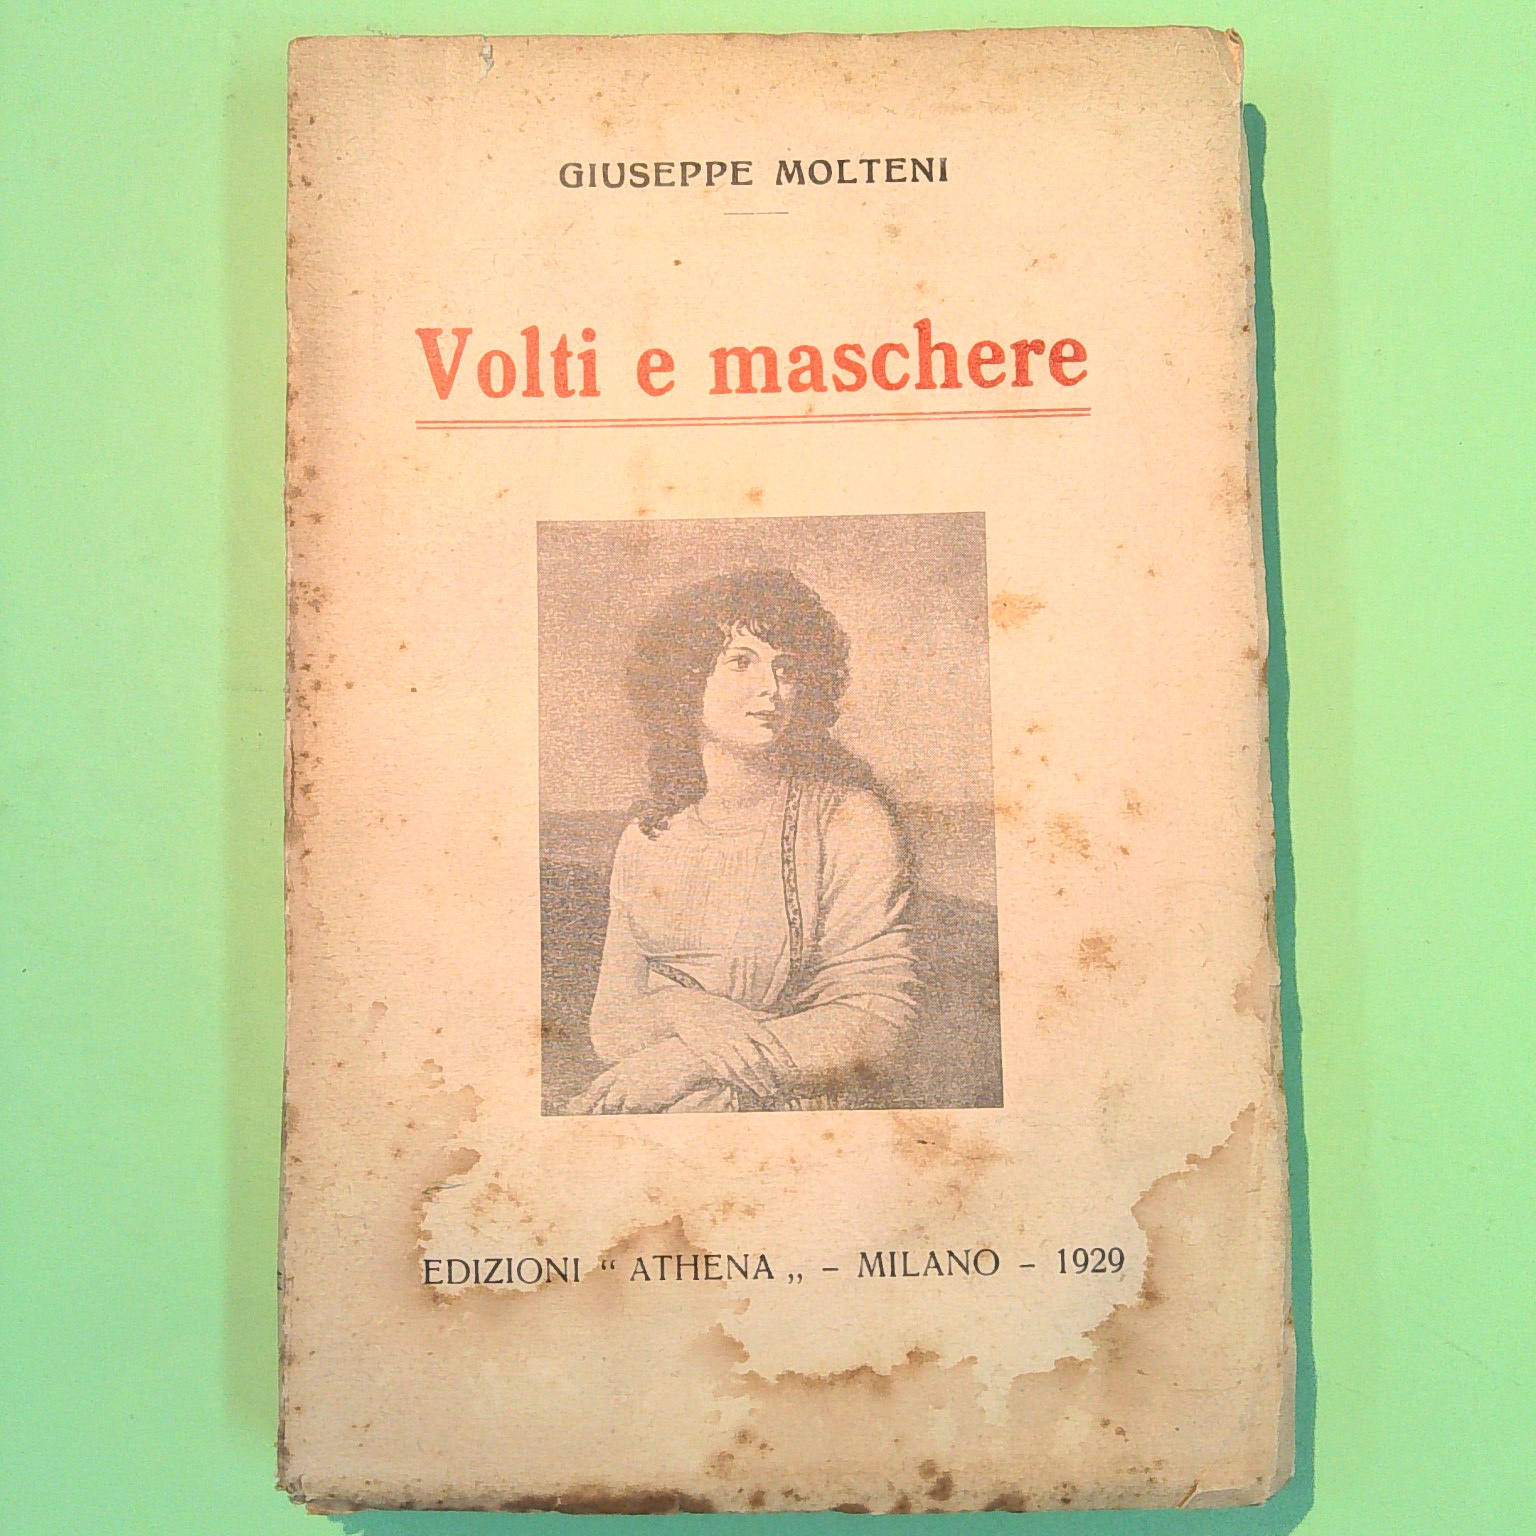 GIUSEPPE MOLTENI
Volti e maschere
EDIZIONI “ ATHENA „ – MILANO – 1929